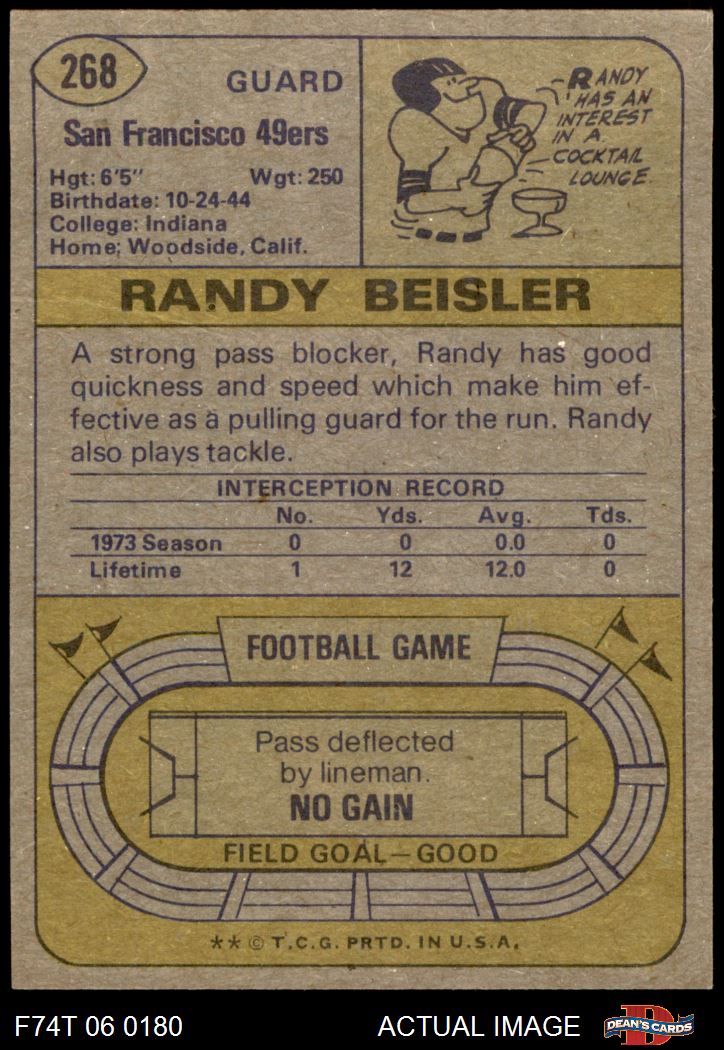 268
GUARD
San Francisco 49ers
Hgt: 6'5" Wgt: 250
Birthdate: 10-24-44
College: Indiana
Home: Woodside, Calif.
RANDY
HAS AN
INTEREST
IN A
COCKTAIL
LOUNGE.
RANDY BEISLER
A strong pass blocker, Randy has good
quickness and speed which make him ef-
fective as a pulling guard for the run. Randy
also plays tackle.
INTERCEPTION RECORD
No. Yds. Avg. Tds.
1973 Season 0 0 0.0 0
Lifetime 1 12 12.0 0
FOOTBALL GAME
Pass deflected
by lineman.
NO GAIN
FIELD GOAL—GOOD
** © T.C.G. PRTD. IN U.S.A.
F74T 06 0180 ACTUAL IMAGE D DEAN'S CARDS